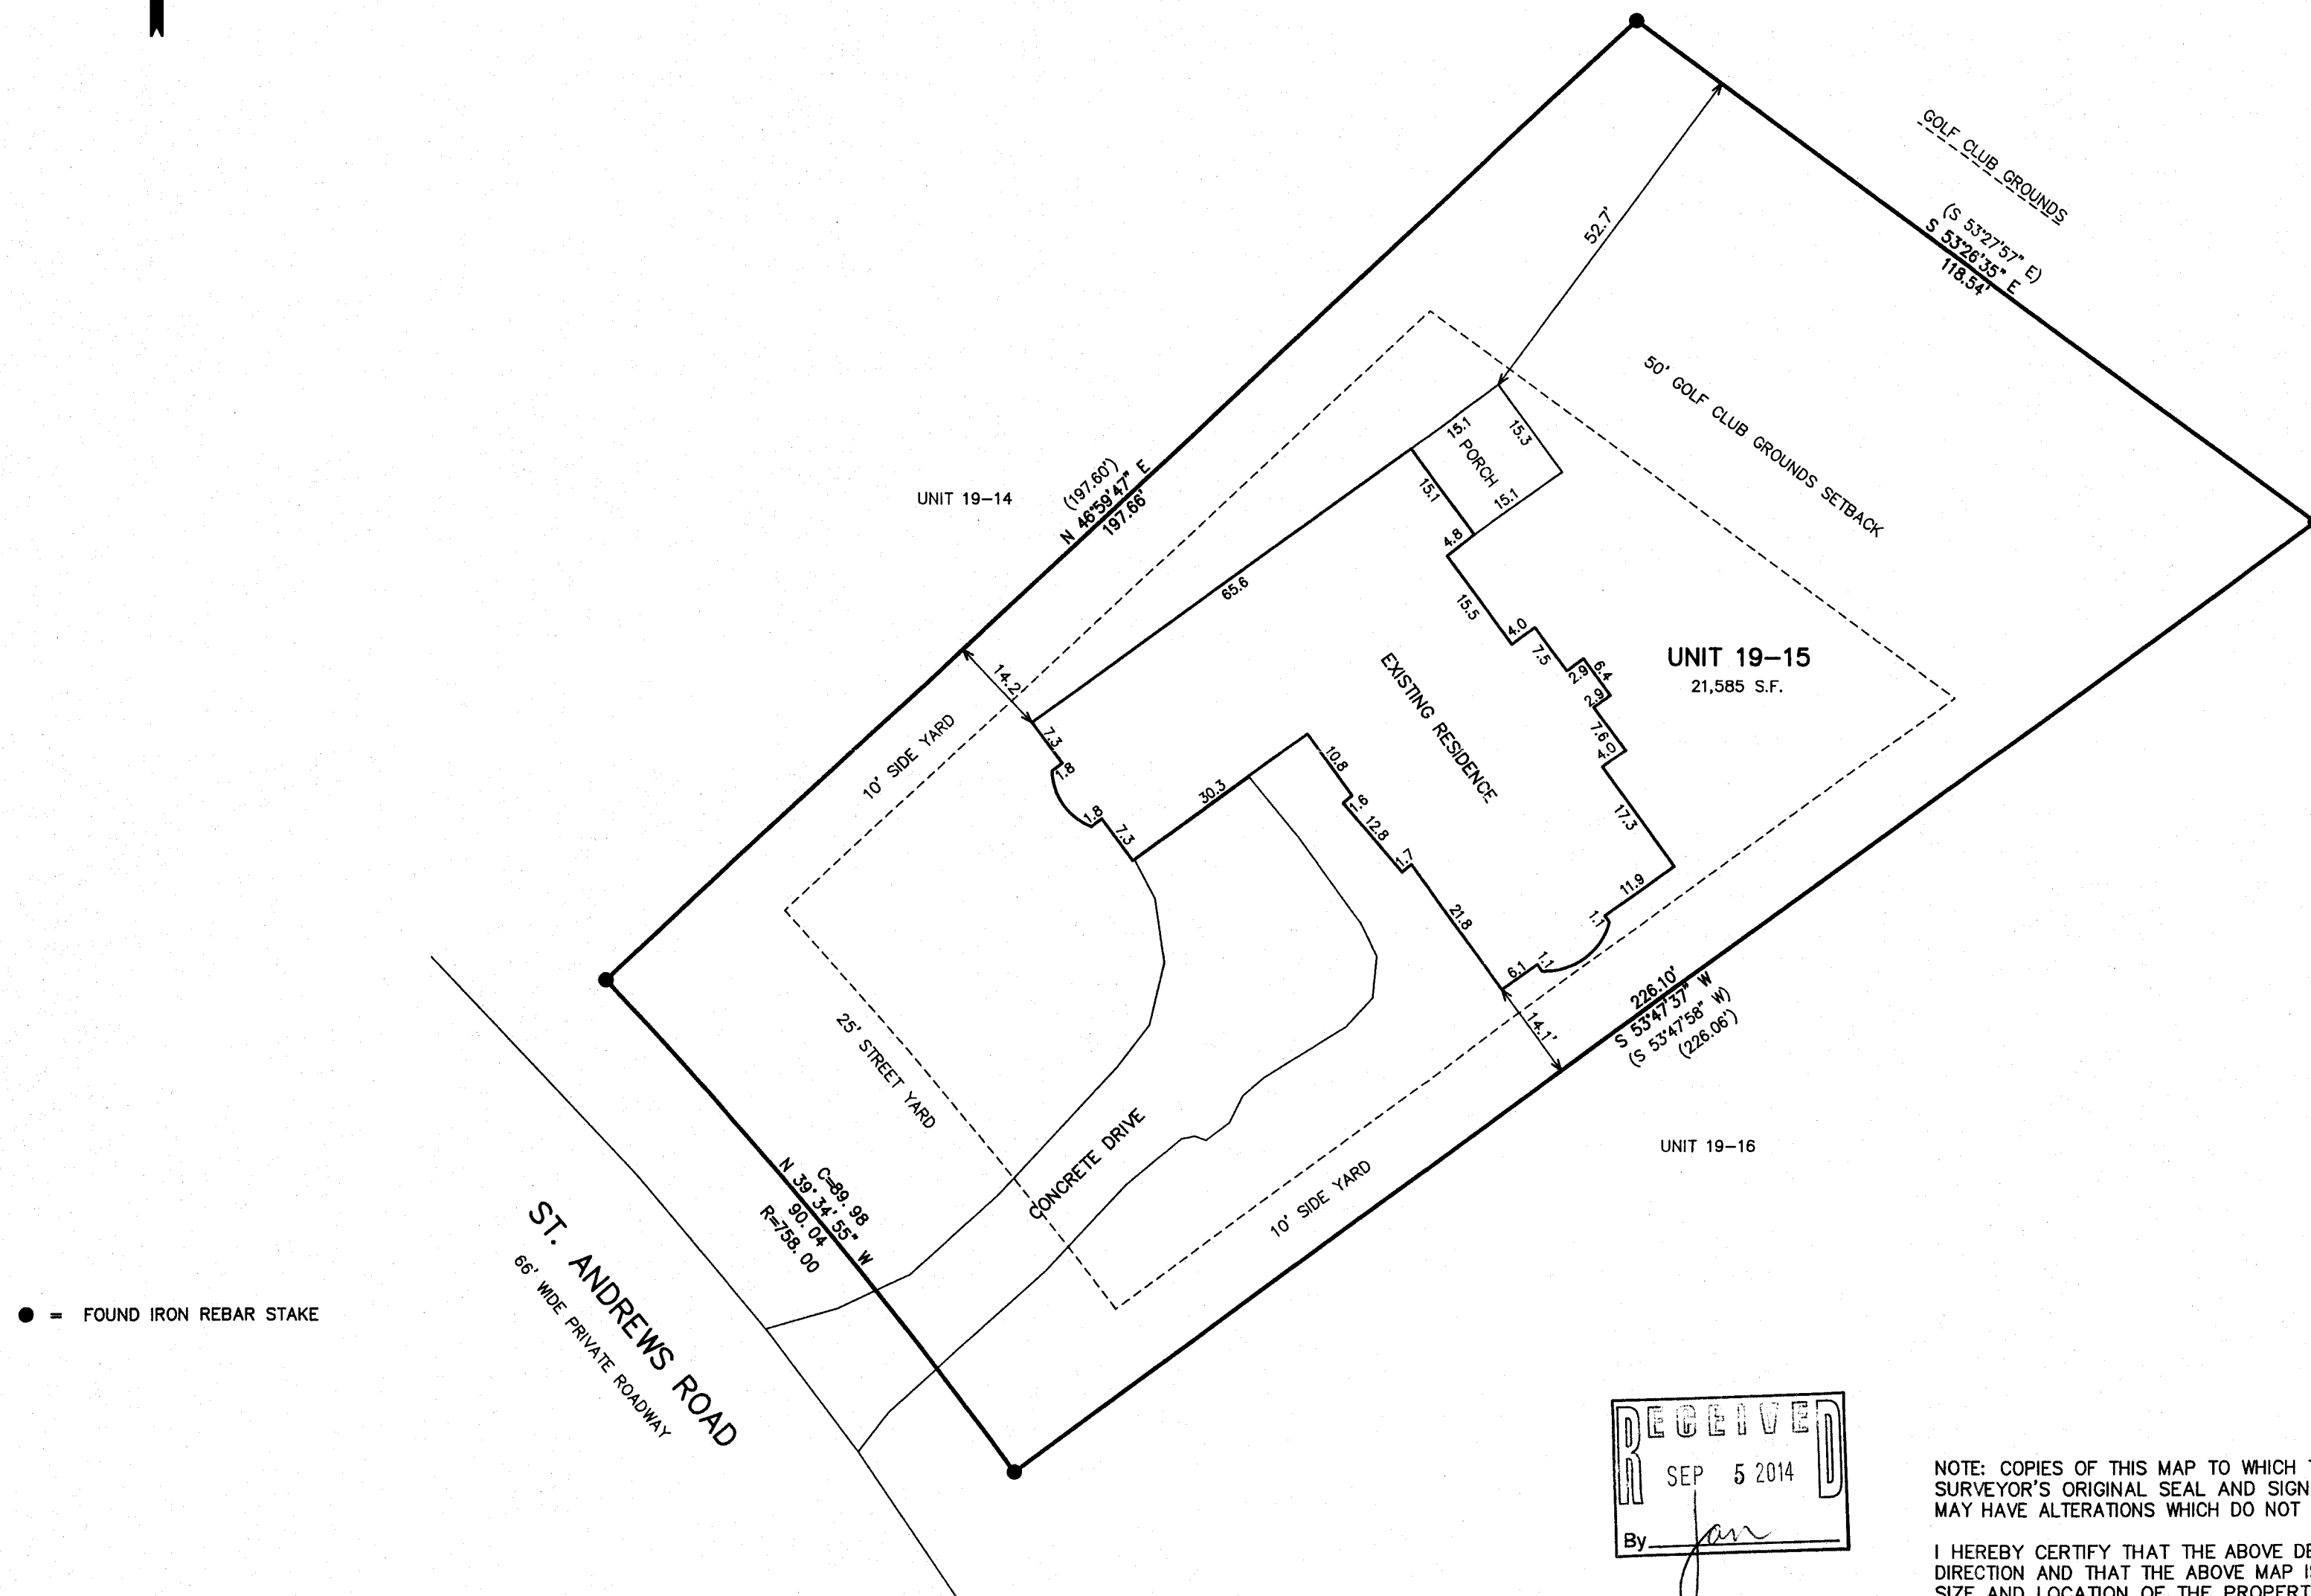 GOLF CLUB GROUNDS
(S 53°27'57" E)
S 53°26'35" E
118.54'
52.7'
50' GOLF CLUB GROUNDS SETBACK
UNIT 19–14
(197.60')
N 46°59'47" E
197.66'
15.1
15.3
PORCH
15.1
15.1
4.8
65.6
15.5
4.0
7.5
2.9
6.4
2.9
7.6
4.0
17.3
11.9
1.1
1.1
6.1
EXISTING RESIDENCE
UNIT 19–15
21,585 S.F.
14.2'
7.3
1.8
1.8
7.3
30.3
10.8
1.6
12.8
1.7
21.8
14.1'
10' SIDE YARD
25' STREET YARD
CONCRETE DRIVE
10' SIDE YARD
226.10'
S 53°47'37" W
(S 53°47'58" W)
(226.06')
UNIT 19–16
C=89.98
N 39°34'55" W
90.04
R=758.00
ST. ANDREWS ROAD
66' WIDE PRIVATE ROADWAY
● = FOUND IRON REBAR STAKE
RECEIVED
SEP 5 2014
By Jan
NOTE: COPIES OF THIS MAP TO WHICH
SURVEYOR'S ORIGINAL SEAL AND SIGN
MAY HAVE ALTERATIONS WHICH DO NOT
I HEREBY CERTIFY THAT THE ABOVE DE
DIRECTION AND THAT THE ABOVE MAP I
SIZE AND LOCATION OF THE PROPERT